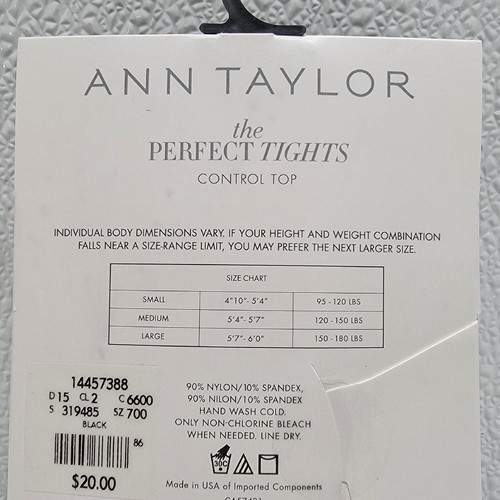 ANN TAYLOR
the
PERFECT TIGHTS
CONTROL TOP
INDIVIDUAL BODY DIMENSIONS VARY. IF YOUR HEIGHT AND WEIGHT COMBINATION
FALLS NEAR A SIZE-RANGE LIMIT, YOU MAY PREFER THE NEXT LARGER SIZE.
SIZE CHART
SMALL 4"10"- 5'4" 95 - 120 LBS
MEDIUM 5'4"- 5'7" 120 - 150 LBS
LARGE 5'7"- 6'0" 150 - 180 LBS
14457388
D 15 CL 2 C 6600
S 319485 SZ 700
BLACK
86
$20.00
90% NYLON/10% SPANDEX,
90% NILON/10% SPANDEX
HAND WASH COLD.
ONLY NON-CHLORINE BLEACH
WHEN NEEDED. LINE DRY.
30C
Made in USA of Imported Components